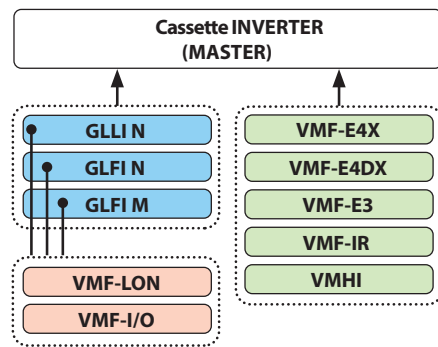 Cassette INVERTER
(MASTER)
GLLI N
GLFI N
GLFI M
VMF-LON
VMF-I/O
VMF-E4X
VMF-E4DX
VMF-E3
VMF-IR
VMHI